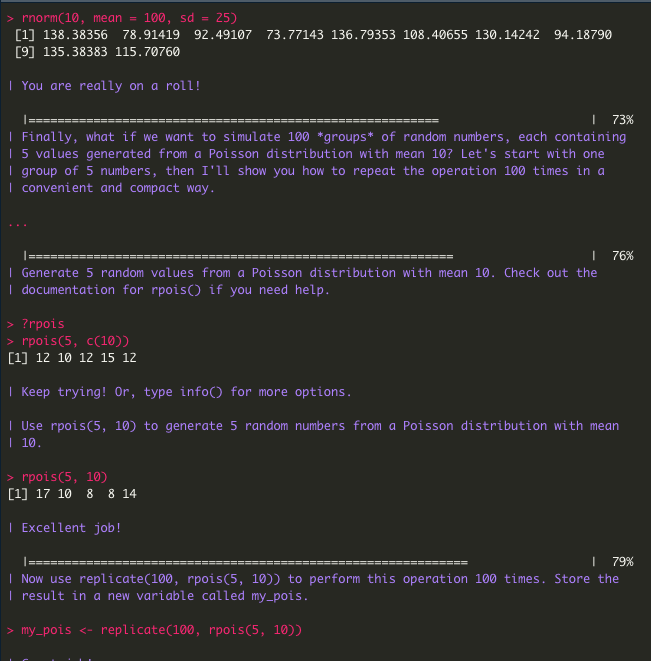 > rnorm(10, mean = 100, sd = 25)
[1] 138.38356  78.91419  92.49107  73.77143 136.79353 108.40655 130.14242  94.18790
[9] 135.38383 115.70760
| You are really on a roll!
|=========================================================                     |  73%
| Finally, what if we want to simulate 100 *groups* of random numbers, each containing
| 5 values generated from a Poisson distribution with mean 10? Let's start with one
| group of 5 numbers, then I'll show you how to repeat the operation 100 times in a
| convenient and compact way.
...
|===========================================================                   |  76%
| Generate 5 random values from a Poisson distribution with mean 10. Check out the
| documentation for rpois() if you need help.
> ?rpois
> rpois(5, c(10))
[1] 12 10 12 15 12
| Keep trying! Or, type info() for more options.
| Use rpois(5, 10) to generate 5 random numbers from a Poisson distribution with mean
| 10.
> rpois(5, 10)
[1] 17 10  8  8 14
| Excellent job!
|=============================================================                 |  79%
| Now use replicate(100, rpois(5, 10)) to perform this operation 100 times. Store the
| result in a new variable called my_pois.
> my_pois <- replicate(100, rpois(5, 10))